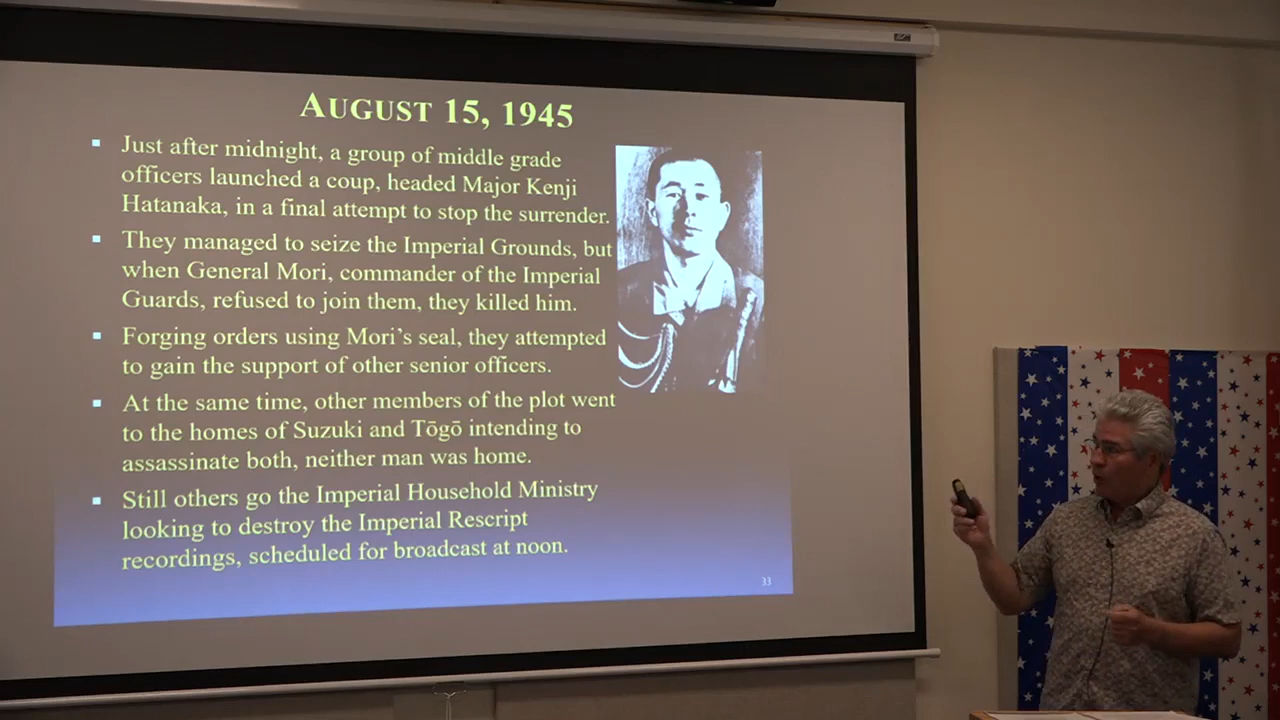 AUGUST 15, 1945
▪ Just after midnight, a group of middle grade
officers launched a coup, headed Major Kenji
Hatanaka, in a final attempt to stop the surrender.
▪ They managed to seize the Imperial Grounds, but
when General Mori, commander of the Imperial
Guards, refused to join them, they killed him.
▪ Forging orders using Mori's seal, they attempted
to gain the support of other senior officers.
▪ At the same time, other members of the plot went
to the homes of Suzuki and Tōgō intending to
assassinate both, neither man was home.
▪ Still others go the Imperial Household Ministry
looking to destroy the Imperial Rescript
recordings, scheduled for broadcast at noon.
33